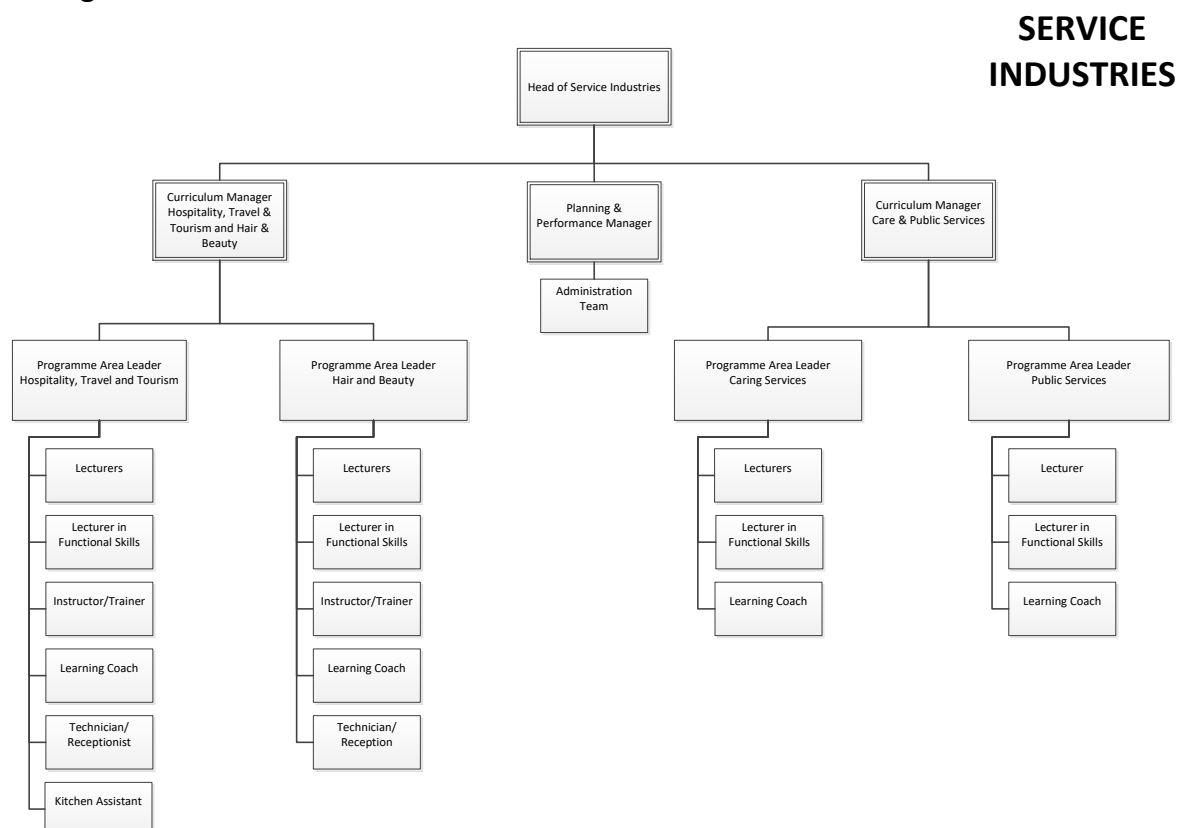 SERVICE
INDUSTRIES
Head of Service Industries
Curriculum Manager
Hospitality, Travel &
Tourism and Hair &
Beauty
Planning &
Performance Manager
Curriculum Manager
Care & Public Services
Administration
Team
Programme Area Leader
Hospitality, Travel and Tourism
Programme Area Leader
Hair and Beauty
Programme Area Leader
Caring Services
Programme Area Leader
Public Services
Lecturers
Lecturer in
Functional Skills
Instructor/Trainer
Learning Coach
Technician/
Receptionist
Kitchen Assistant
Lecturers
Lecturer in
Functional Skills
Instructor/Trainer
Learning Coach
Technician/
Reception
Lecturers
Lecturer in
Functional Skills
Learning Coach
Lecturer
Lecturer in
Functional Skills
Learning Coach